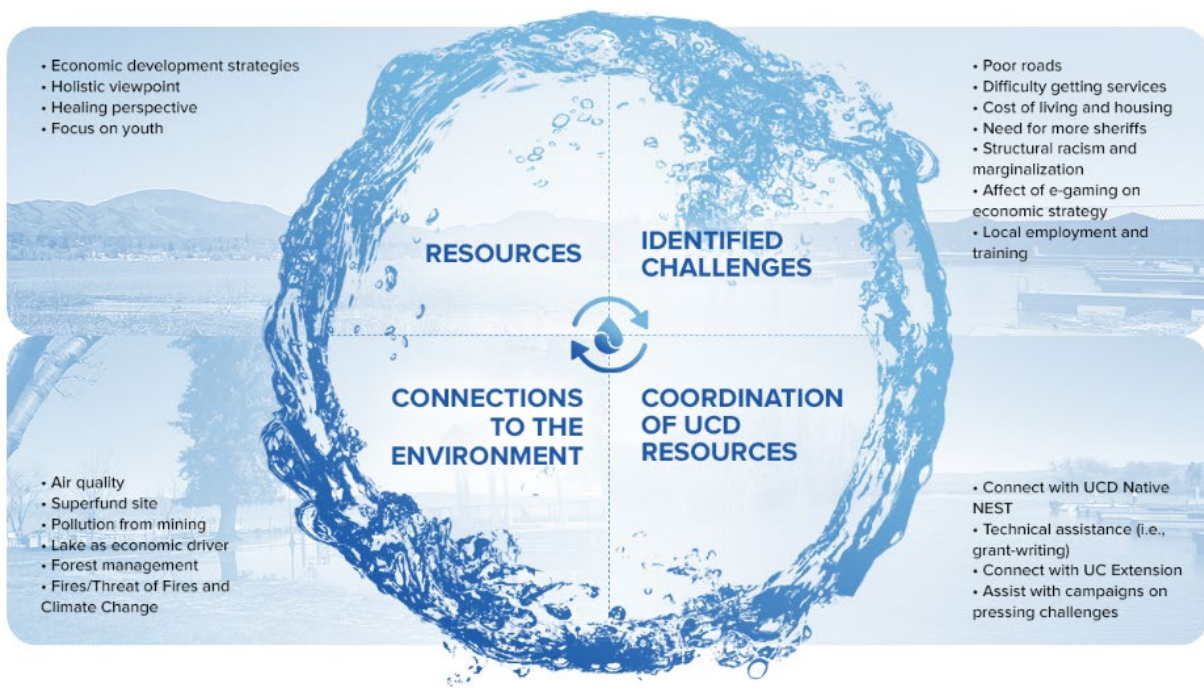 • Economic development strategies
• Holistic viewpoint
• Healing perspective
• Focus on youth
RESOURCES
• Poor roads
• Difficulty getting services
• Cost of living and housing
• Need for more sheriffs
• Structural racism and
marginalization
• Affect of e-gaming on
economic strategy
• Local employment and
training
IDENTIFIED
CHALLENGES
CONNECTIONS
TO THE
ENVIRONMENT
• Air quality
• Superfund site
• Pollution from mining
• Lake as economic driver
• Forest management
• Fires/Threat of Fires and
Climate Change
COORDINATION
OF UCD
RESOURCES
• Connect with UCD Native
NEST
• Technical assistance (i.e.,
grant-writing)
• Connect with UC Extension
• Assist with campaigns on
pressing challenges